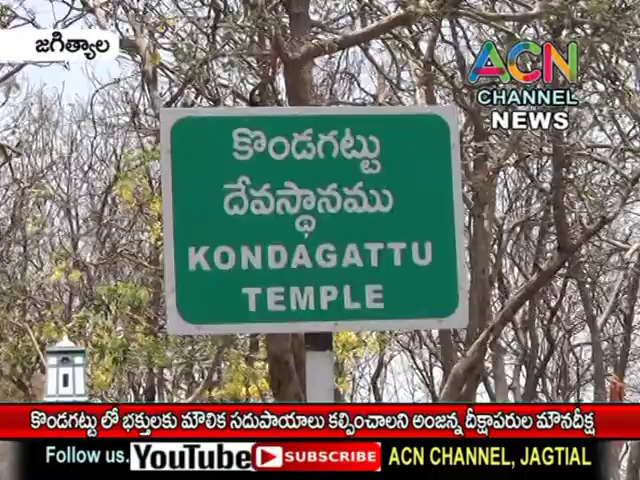 జగిత్యాల
ACN
CHANNEL
NEWS
కొండగట్టు
దేవస్థానము
KONDAGATTU
TEMPLE
కొండగట్టు లో భక్తులకు మౌలిక సదుపాయాలు కల్పించాలని అంజన్న దీక్షాపరుల మౌనదీక్ష
Follow us. YouTube SUBSCRIBE ACN CHANNEL, JAGTIAL